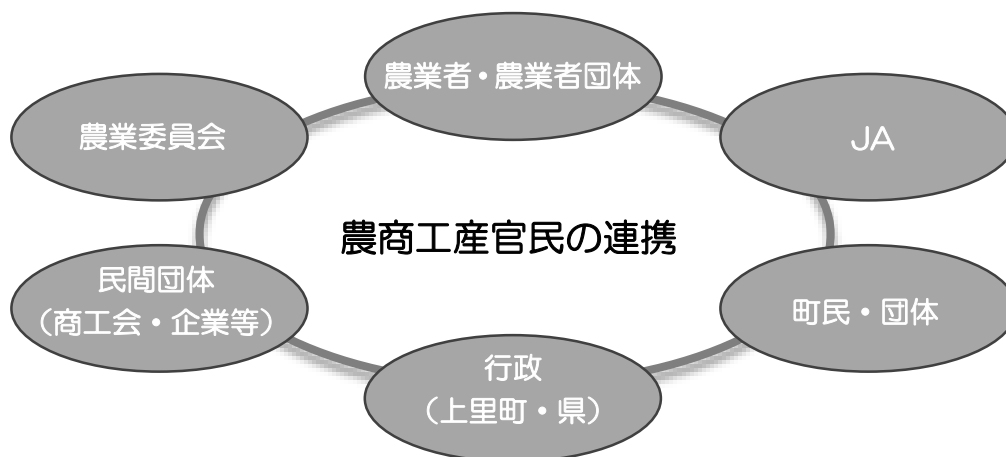 農業者・農業者団体
農業委員会
JA
農商工産官民の連携
民間団体
（商工会・企業等）
町民・団体
行政
（上里町・県）